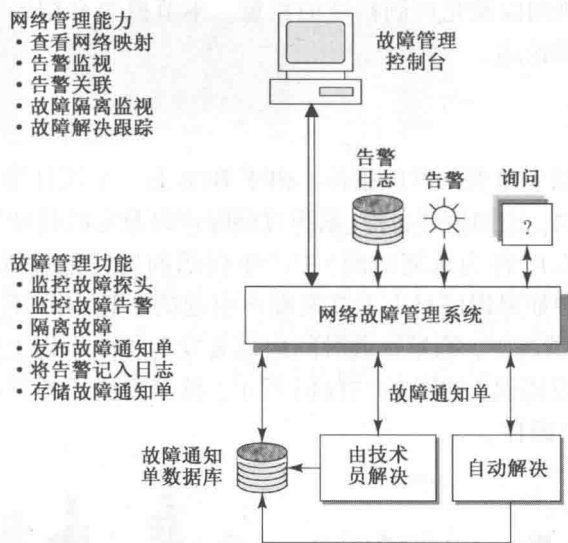 网络管理能力
• 查看网络映射
• 告警监视
• 告警关联
• 故障隔离监视
• 故障解决跟踪
故障管理
控制台
告警
日志
告警
询问
?
故障管理功能
• 监控故障探头
• 监控故障告警
• 隔离故障
• 发布故障通知单
• 将告警记入日志
• 存储故障通知单
网络故障管理系统
故障通知单
故障通知
单数据库
由技术
员解决
自动解决